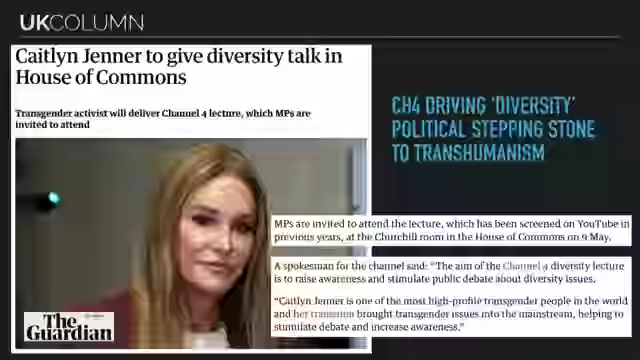 UKCOLUMN
Caitlyn Jenner to give diversity talk in
House of Commons
Transgender activist will deliver Channel 4 lecture, which MPs are
invited to attend
CH4 DRIVING 'DIVERSITY'
POLITICAL STEPPING STONE
TO TRANSHUMANISM
MPs are invited to attend the lecture, which has been screened on YouTube in
previous years, at the Churchill room in the House of Commons on 9 May.
A spokesman for the channel said: "The aim of the Channel 4 diversity lecture
is to raise awareness and stimulate public debate about diversity issues.
"Caitlyn Jenner is one of the most high-profile transgender people in the world
and her transition brought transgender issues into the mainstream, helping to
stimulate debate and increase awareness."
The
Guardian